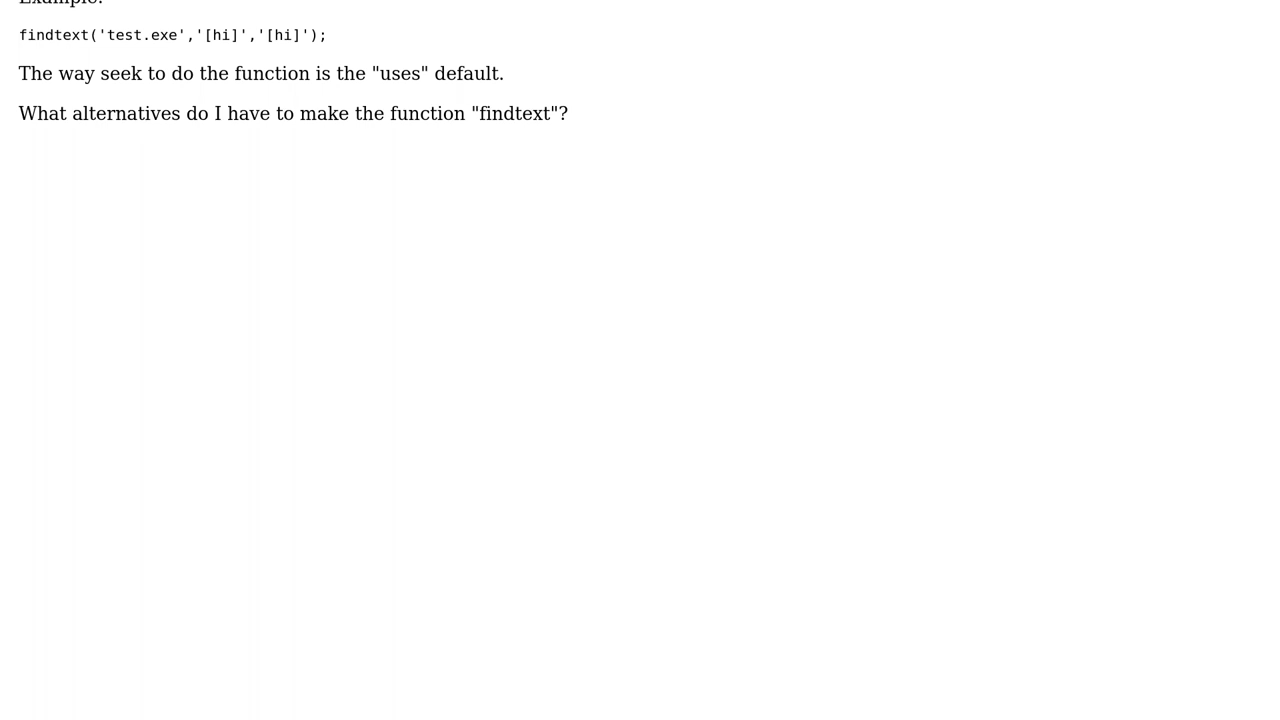 Example:
findtext('test.exe','[hi]','[hi]');
The way seek to do the function is the "uses" default.
What alternatives do I have to make the function "findtext"?